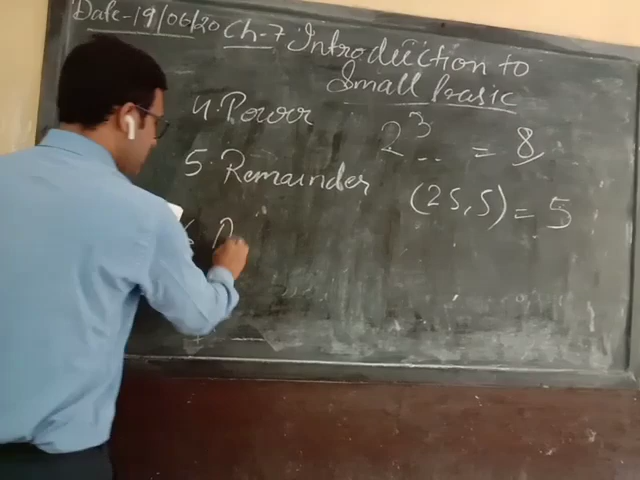 Date-19/06/20 Ch-7 Introduction to
Small basic
4. Power 2³ = 8
5. Remainder (25,5) = 5